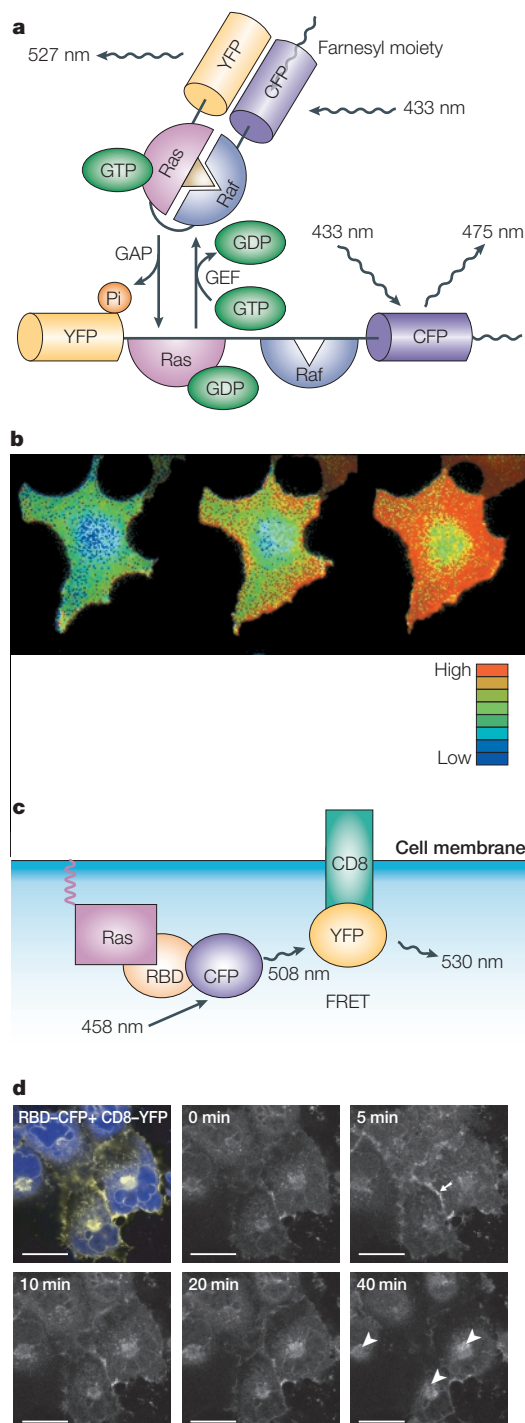 a
527 nm
YFP
CFP
Farnesyl moiety
433 nm
GTP
Ras
Raf
GAP
GDP
GEF
GTP
Pi
433 nm
475 nm
YFP
Ras
GDP
Raf
CFP
b
High
Low
c
Cell membrane
CD8
Ras
RBD
CFP
YFP
508 nm
530 nm
458 nm
FRET
d
RBD–CFP+ CD8–YFP
0 min
5 min
10 min
20 min
40 min